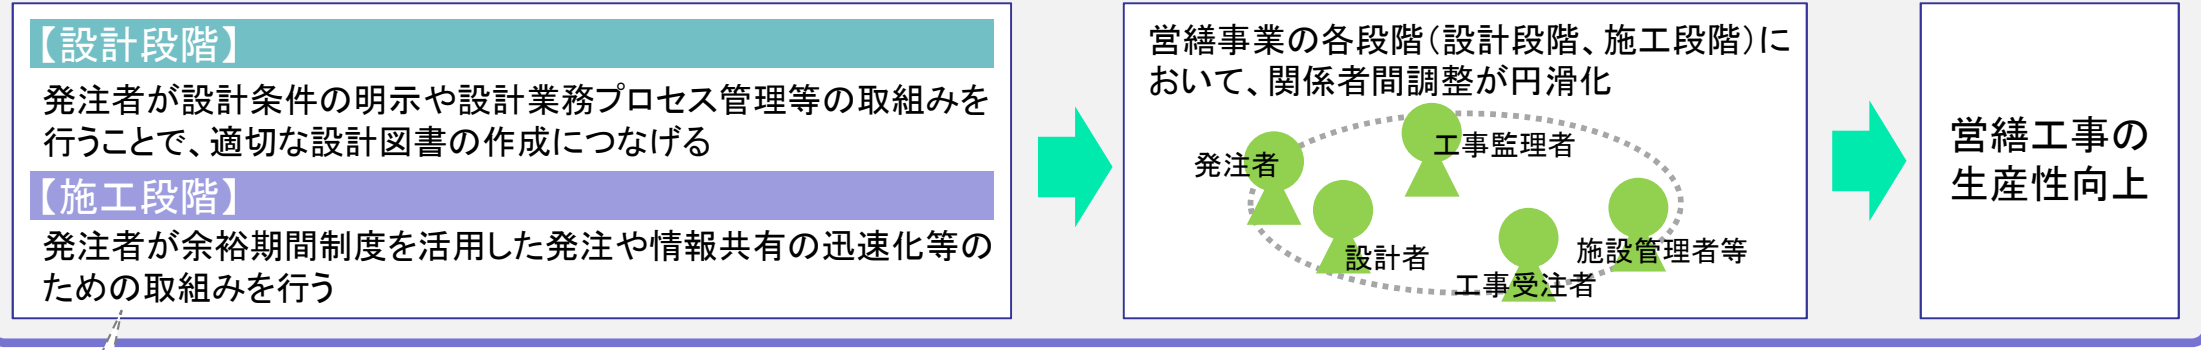 【設計段階】
発注者が設計条件の明示や設計業務プロセス管理等の取組みを
行うことで、適切な設計図書の作成につなげる
【施工段階】
発注者が余裕期間制度を活用した発注や情報共有の迅速化等の
ための取組みを行う
営繕事業の各段階(設計段階、施工段階)に
おいて、関係者間調整が円滑化
工事監理者
発注者
設計者
施設管理者等
工事受注者
営繕工事の
生産性向上